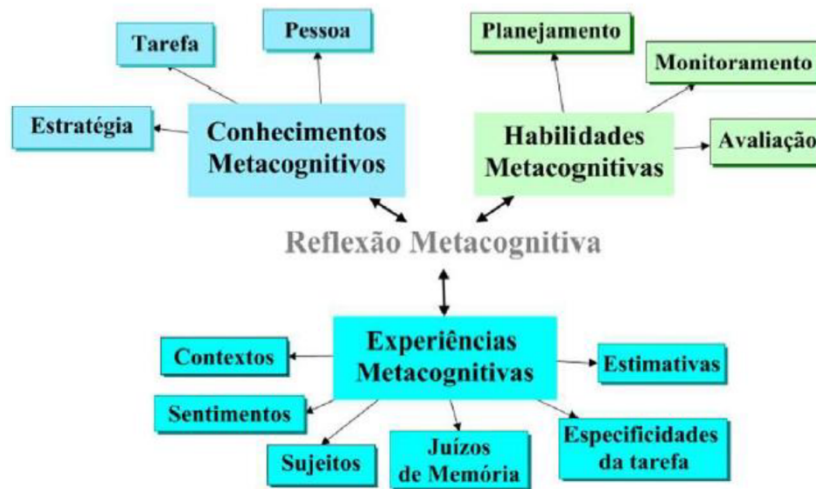 Pessoa
Tarefa
Estratégia
Conhecimentos
Metacognitivos
Planejamento
Monitoramento
Habilidades
Metacognitivas
Avaliação
Reflexão Metacognitiva
Experiências
Metacognitivas
Contextos
Sentimentos
Sujeitos
Juízos
de Memória
Especificidades
da tarefa
Estimativas